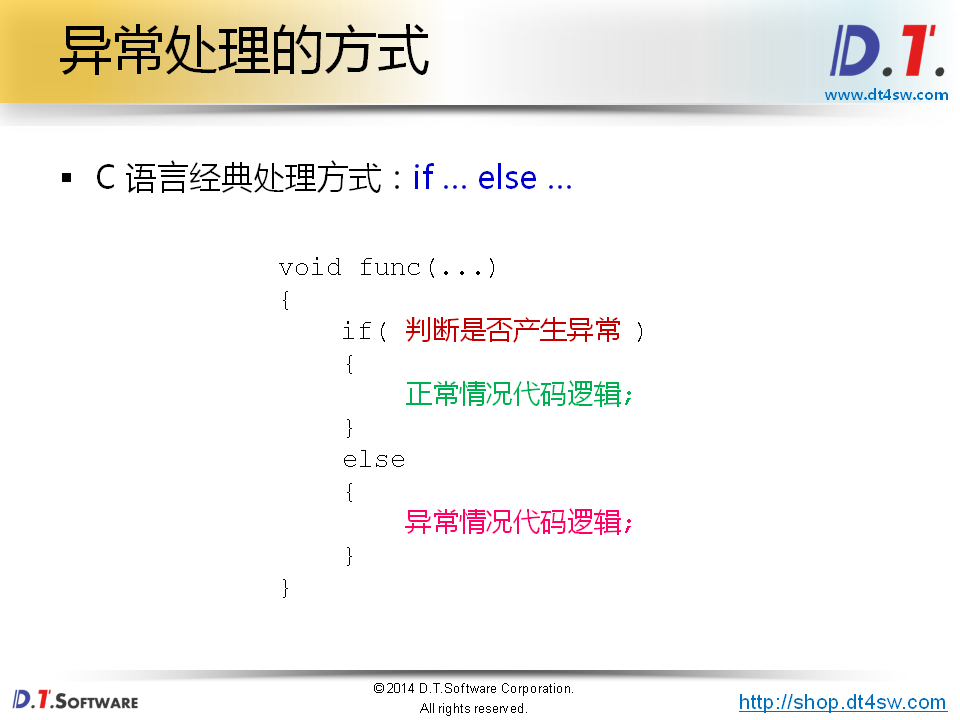 异常处理的方式
D.T.
www.dt4sw.com
▪ C 语言经典处理方式：if … else …
void func(...)
{
    if( 判断是否产生异常 )
    {
        正常情况代码逻辑;
    }
    else
    {
        异常情况代码逻辑;
    }
}
D.T.SOFTWARE
©2014 D.T.Software Corporation.
All rights reserved.
http://shop.dt4sw.com